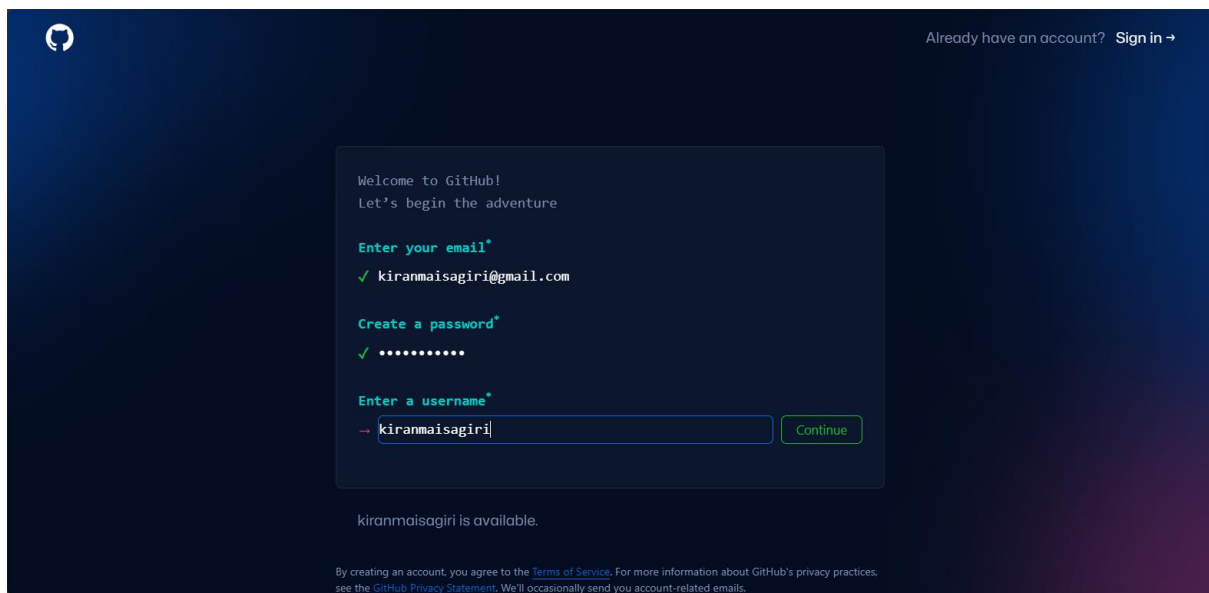 Already have an account? Sign in →
Welcome to GitHub!
Let’s begin the adventure
Enter your email*
✓ kiranmaisagiri@gmail.com
Create a password*
✓ •••••••••••
Enter a username*
→ kiranmaisagiri Continue
kiranmaisagiri is available.
By creating an account, you agree to the Terms of Service. For more information about GitHub's privacy practices,
see the GitHub Privacy Statement. We'll occasionally send you account-related emails.